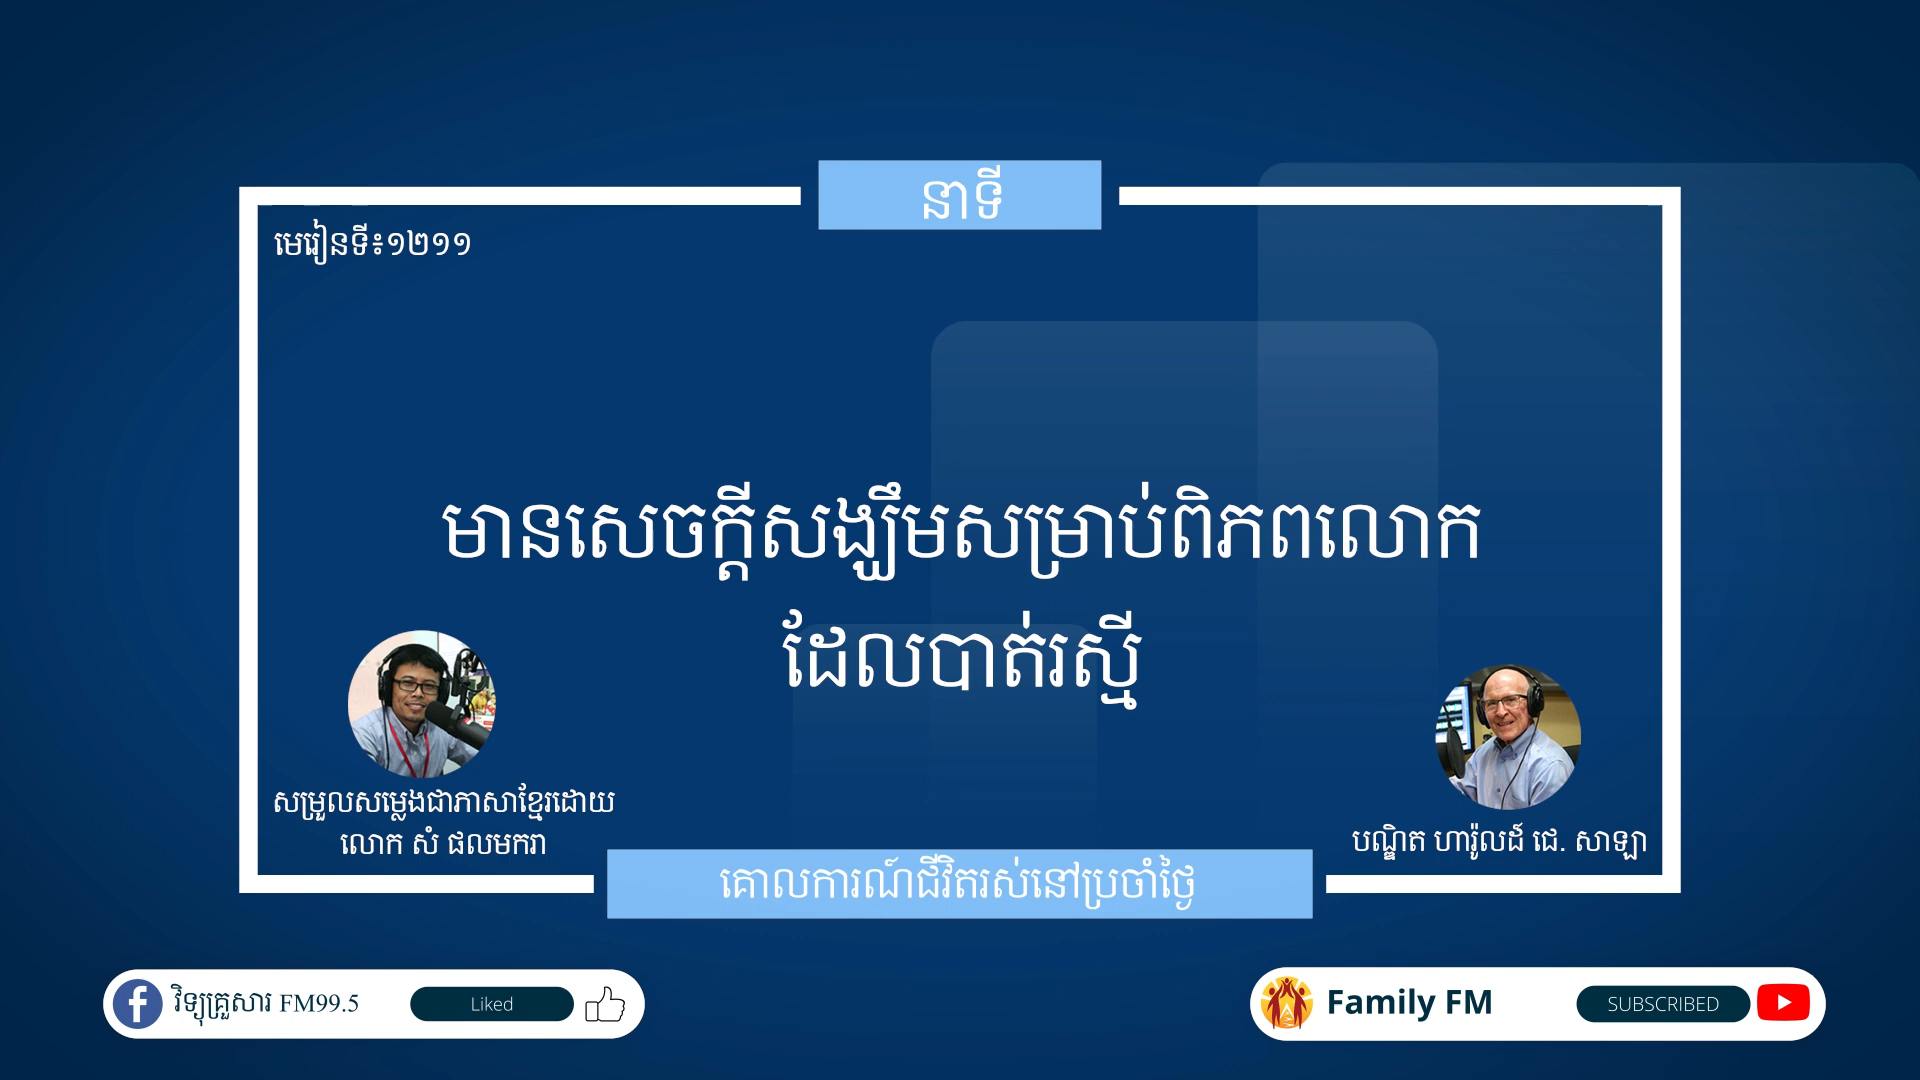 នាទី
មេរៀនទី៖១២១១
មានសេចក្ដីសង្ឃឹមសម្រាប់ពិភពលោក
ដែលបាត់រស្មី
សម្រួលសម្លេងជាភាសាខ្មែរដោយ
លោក សំ ផលមករា
បណ្ឌិត ហារ៉ូលដ៍ ជេ. សាឡា
គោលការណ៍ជីវិតរស់នៅប្រចាំថ្ងៃ
វិទ្យុគ្រួសារ FM99.5
Liked
Family FM
SUBSCRIBED